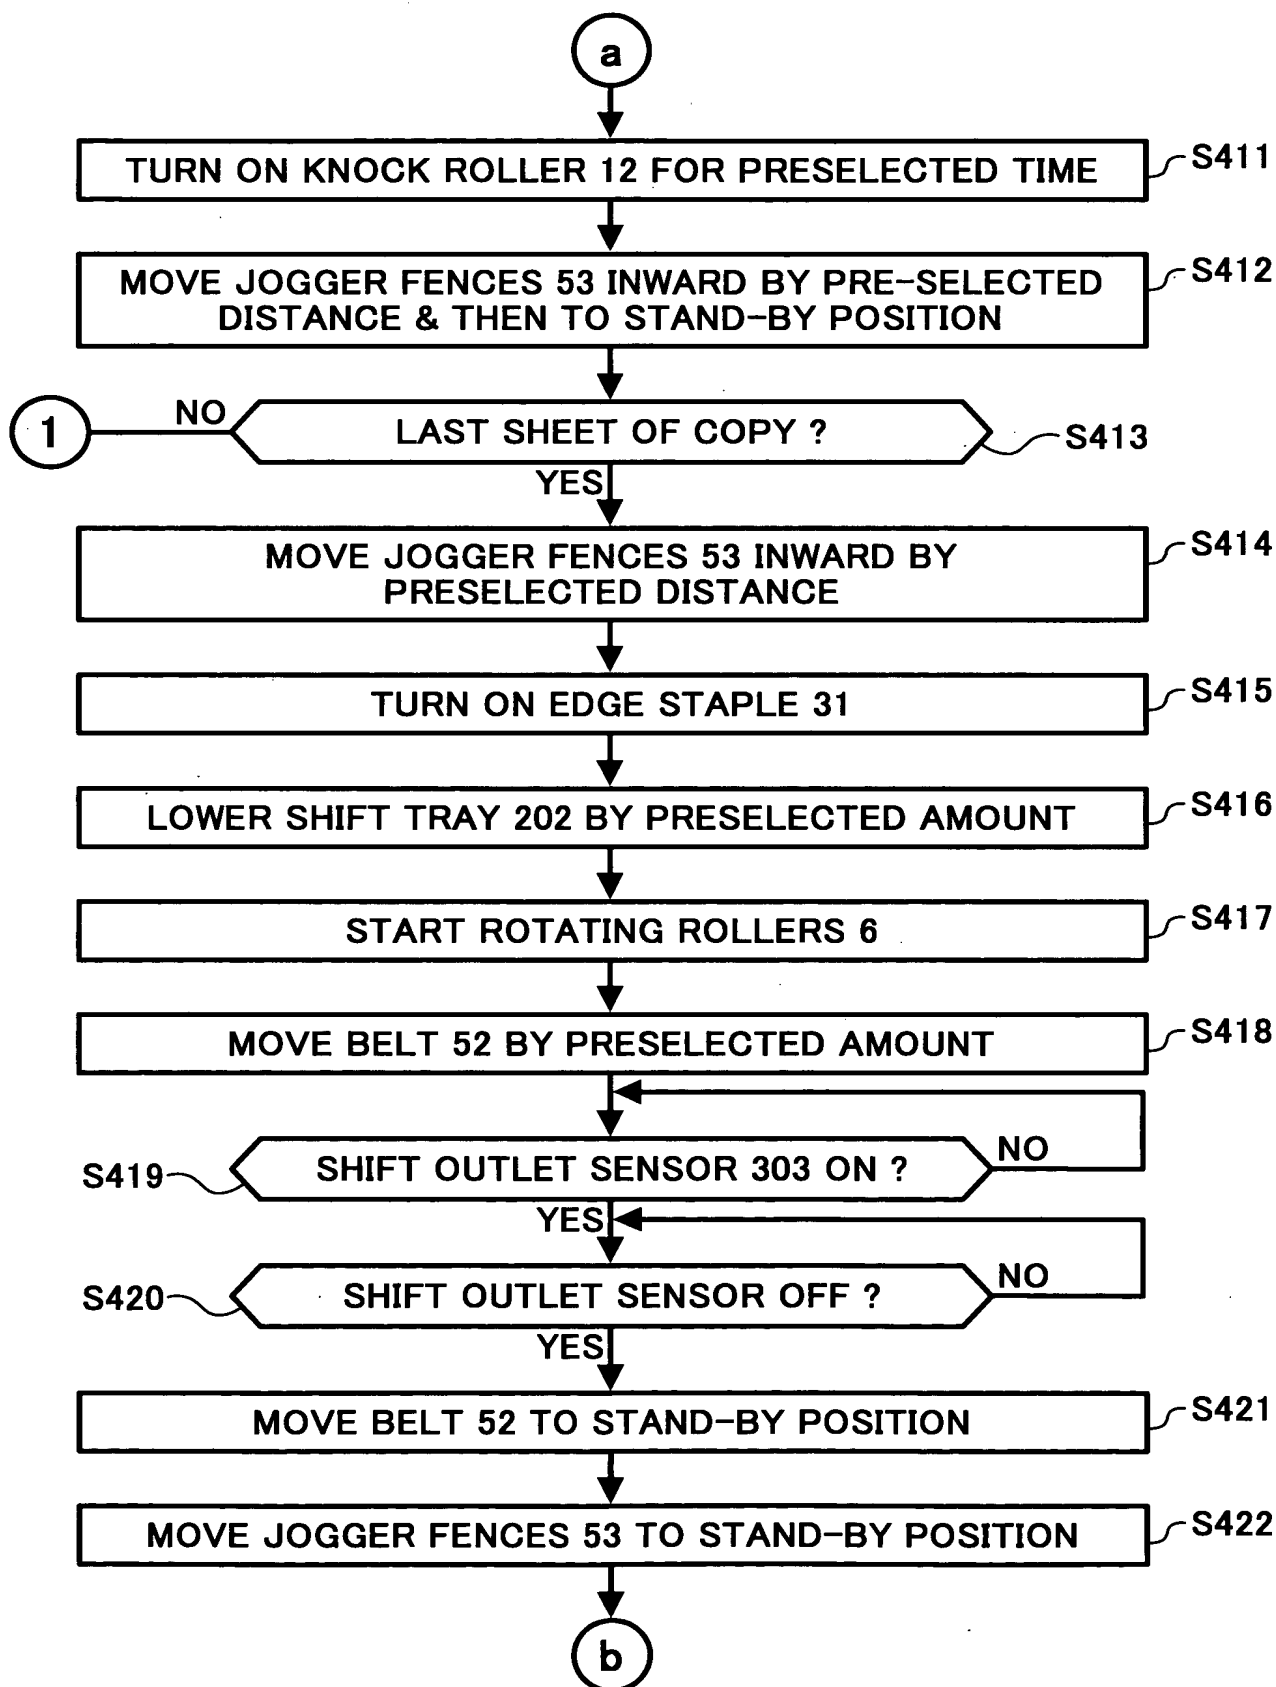 a
TURN ON KNOCK ROLLER 12 FOR PRESELECTED TIME
S411
MOVE JOGGER FENCES 53 INWARD BY PRE-SELECTED
DISTANCE & THEN TO STAND-BY POSITION
S412
1
NO
LAST SHEET OF COPY ?
S413
YES
MOVE JOGGER FENCES 53 INWARD BY
PRESELECTED DISTANCE
S414
TURN ON EDGE STAPLE 31
S415
LOWER SHIFT TRAY 202 BY PRESELECTED AMOUNT
S416
START ROTATING ROLLERS 6
S417
MOVE BELT 52 BY PRESELECTED AMOUNT
S418
S419
SHIFT OUTLET SENSOR 303 ON ?
NO
YES
S420
SHIFT OUTLET SENSOR OFF ?
NO
YES
MOVE BELT 52 TO STAND-BY POSITION
S421
MOVE JOGGER FENCES 53 TO STAND-BY POSITION
S422
b